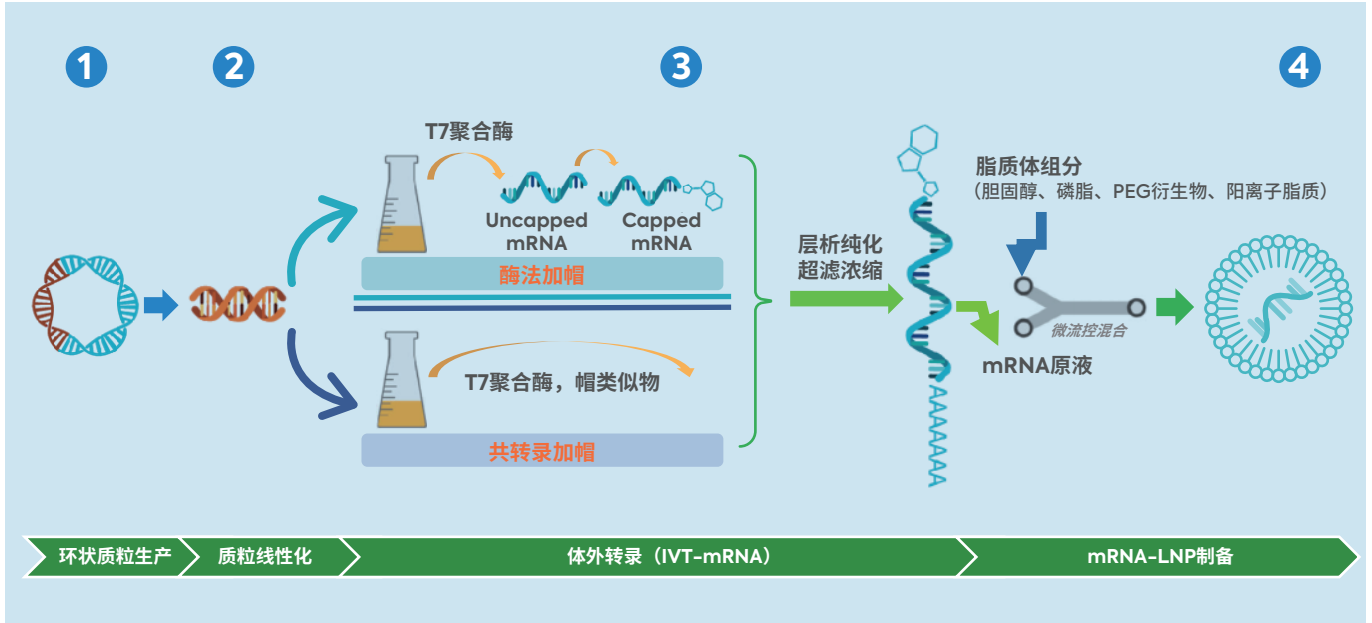 1
2
3
4
T7聚合酶
Uncapped
mRNA
Capped
mRNA
酶法加帽
T7聚合酶，帽类似物
共转录加帽
层析纯化
超滤浓缩
AAAAAAA
脂质体组分
（胆固醇、磷脂、PEG衍生物、阳离子脂质）
微流控混合
mRNA原液
环状质粒生产
质粒线性化
体外转录（IVT-mRNA）
mRNA-LNP制备